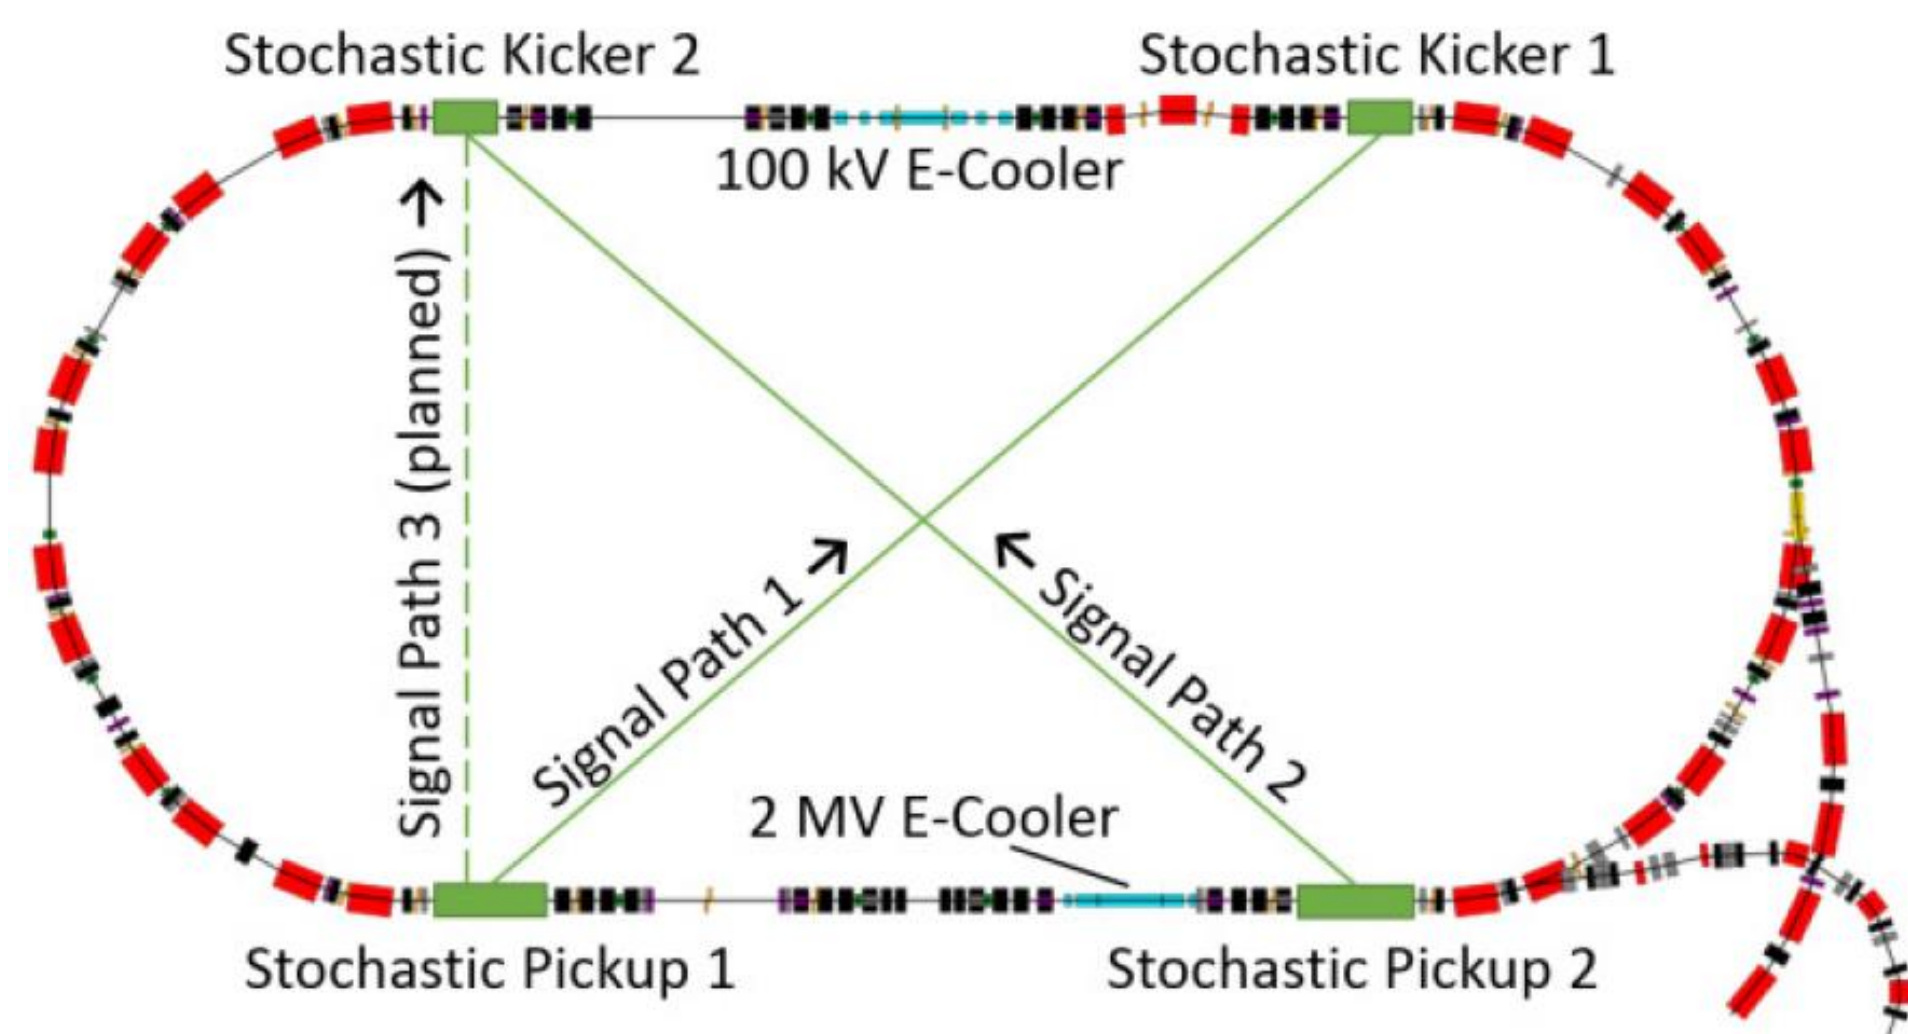 Stochastic Kicker 2
Stochastic Kicker 1
100 kV E-Cooler
Signal Path 3 (planned) →
Signal Path 1 →
← Signal Path 2
2 MV E-Cooler
Stochastic Pickup 1
Stochastic Pickup 2